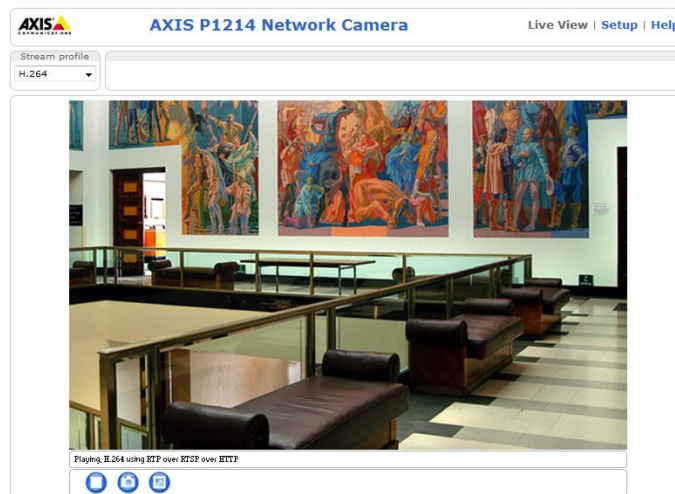 AXIS
COMMUNICATIONS
AXIS P1214 Network Camera
Live View | Setup | Help
Stream profile
H.264
Playing, H.264 using RTP over RTSP over HTTP